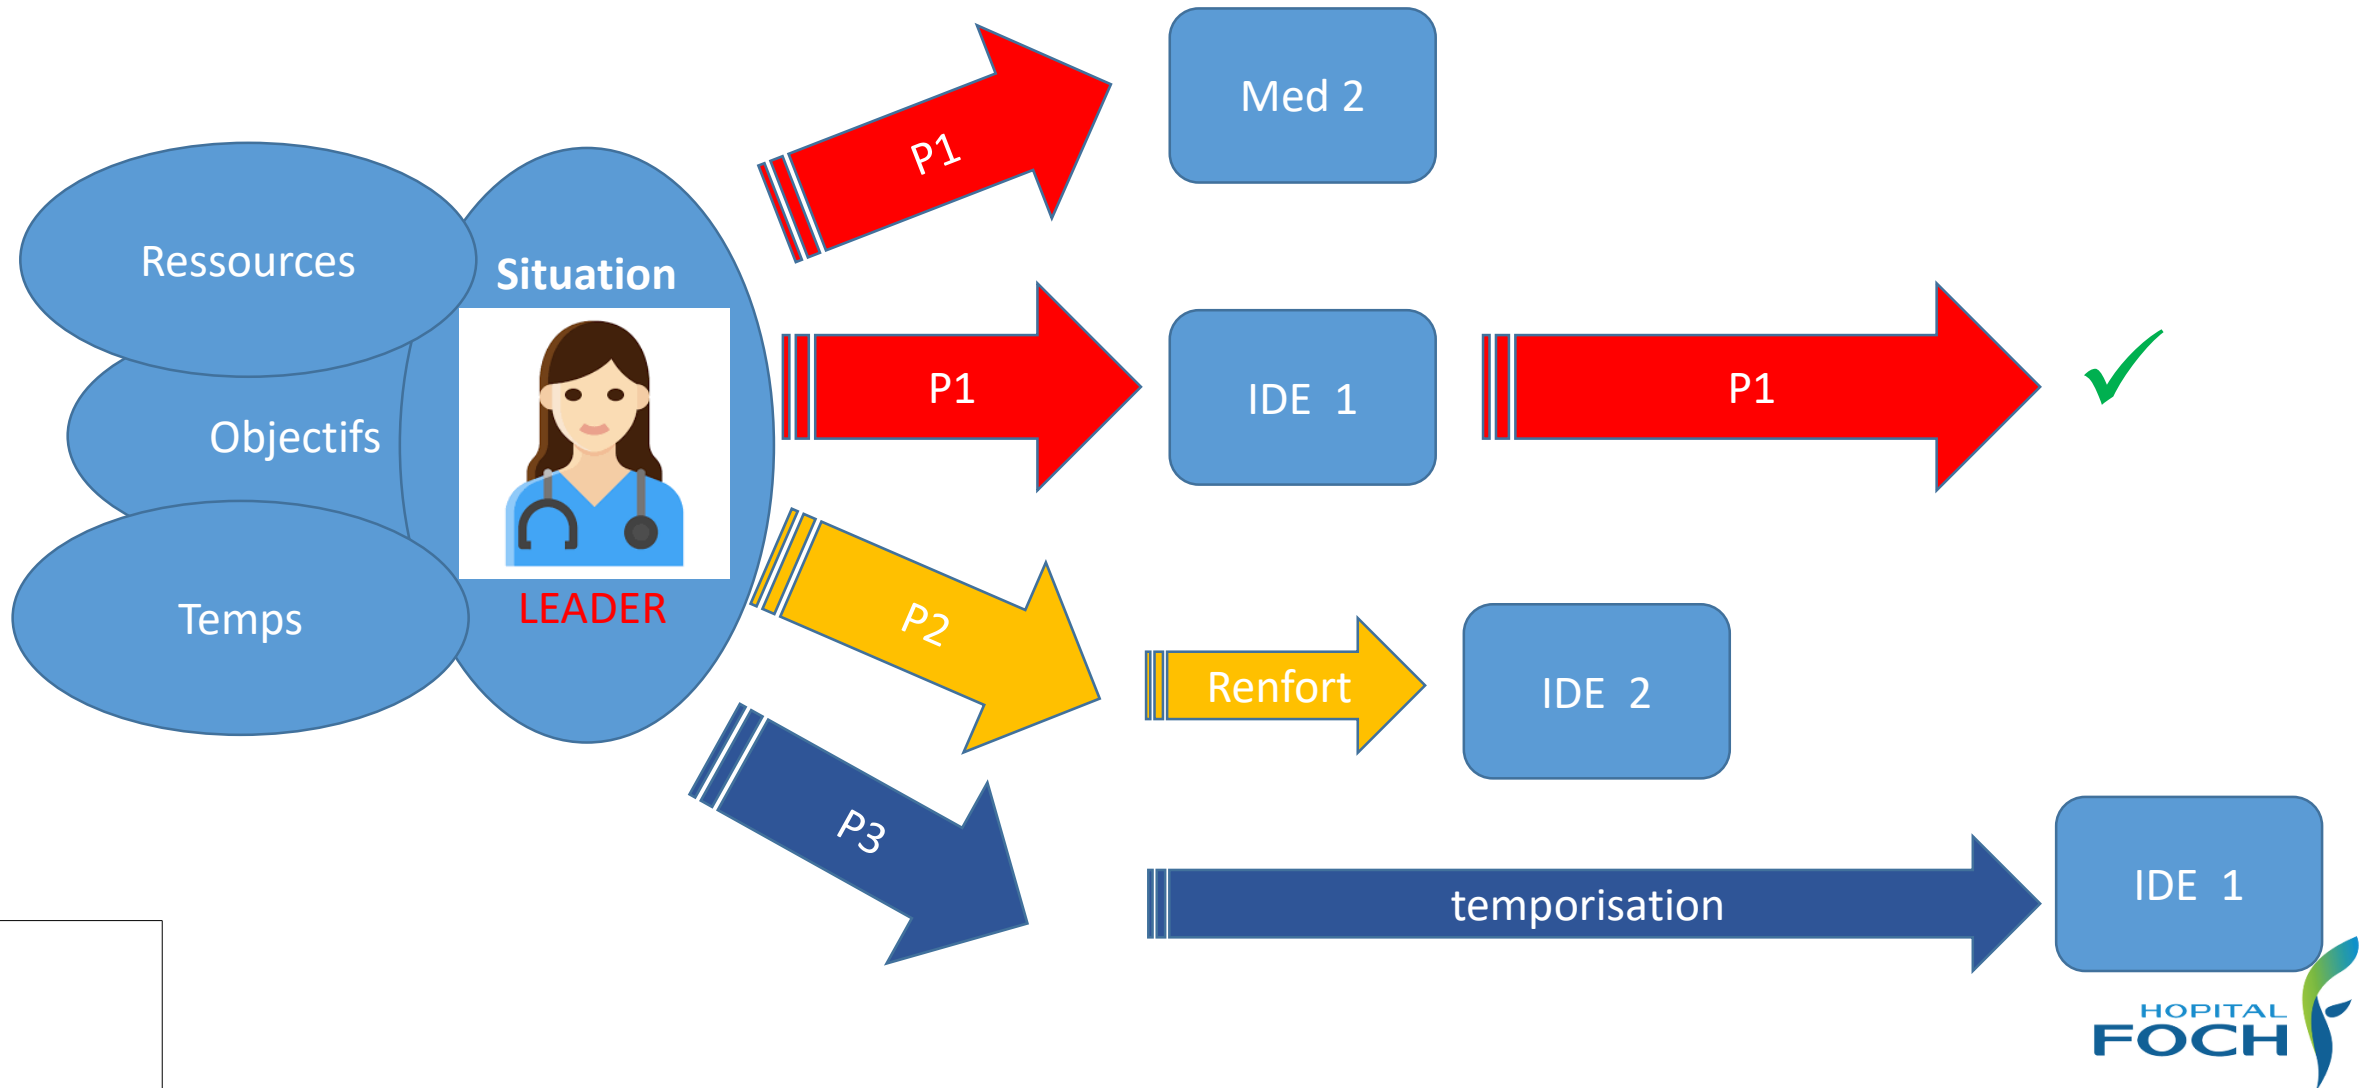 Ressources
Objectifs
Temps
Situation
LEADER
P1
Med 2
P1
IDE 1
P1
P2
Renfort
IDE 2
P3
temporisation
IDE 1
HOPITAL
FOCH